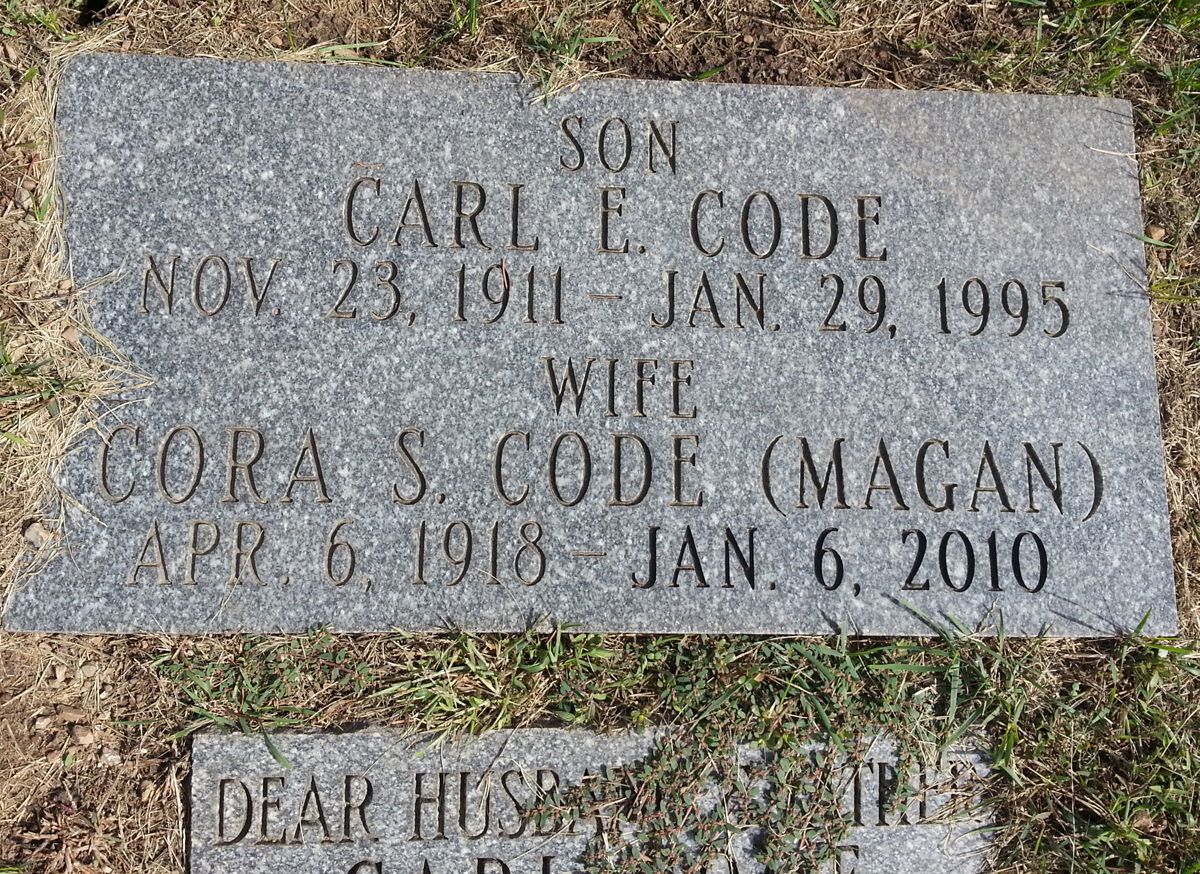 SON
CARL E. CODE
NOV. 23, 1911 – JAN. 29, 1995
WIFE
CORA S. CODE (MAGAN)
APR. 6, 1918 – JAN. 6, 2010
DEAR
CARL